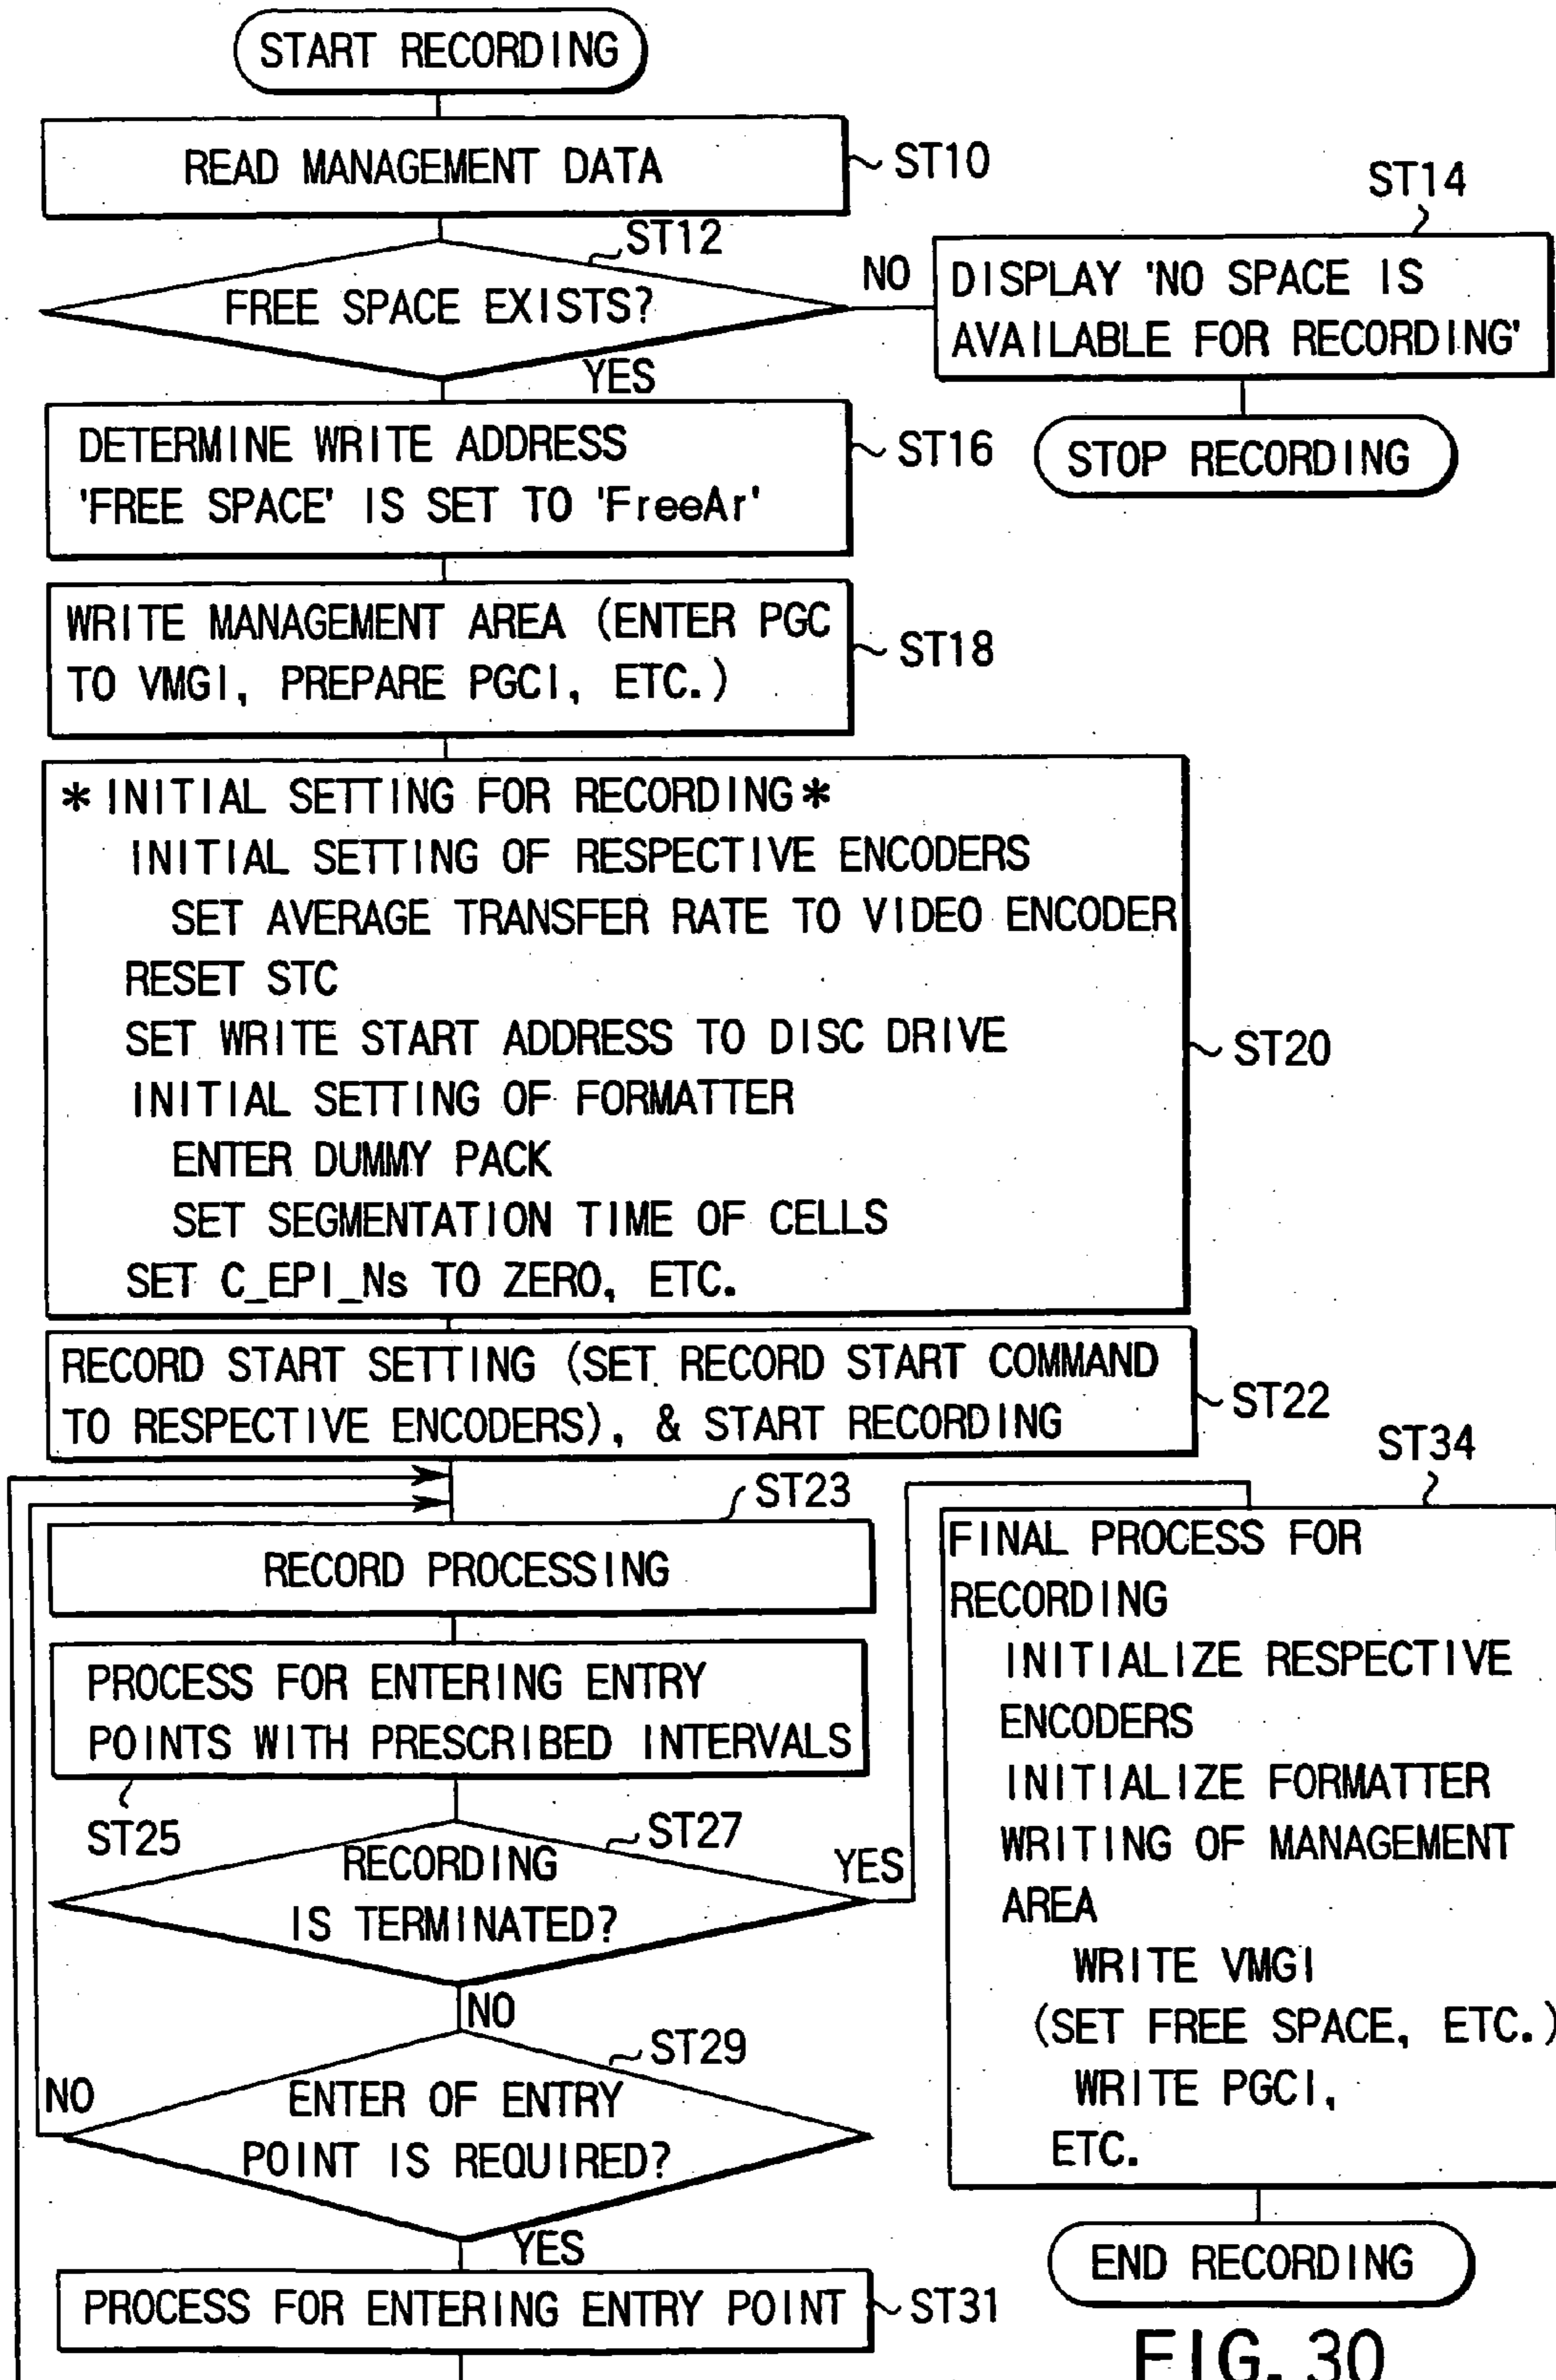 START RECORDING
READ MANAGEMENT DATA
ST10
ST12
FREE SPACE EXISTS?
NO
ST14
DISPLAY 'NO SPACE IS
AVAILABLE FOR RECORDING'
STOP RECORDING
YES
DETERMINE WRITE ADDRESS
'FREE SPACE' IS SET TO 'FreeAr'
ST16
WRITE MANAGEMENT AREA (ENTER PGC
TO VMGI, PREPARE PGCI, ETC.)
ST18
* INITIAL SETTING FOR RECORDING *
INITIAL SETTING OF RESPECTIVE ENCODERS
SET AVERAGE TRANSFER RATE TO VIDEO ENCODER
RESET STC
SET WRITE START ADDRESS TO DISC DRIVE
INITIAL SETTING OF FORMATTER
ENTER DUMMY PACK
SET SEGMENTATION TIME OF CELLS
SET C_EPI_Ns TO ZERO, ETC.
ST20
RECORD START SETTING (SET RECORD START COMMAND
TO RESPECTIVE ENCODERS), & START RECORDING
ST22
ST23
RECORD PROCESSING
PROCESS FOR ENTERING ENTRY
POINTS WITH PRESCRIBED INTERVALS
ST25
ST27
RECORDING
IS TERMINATED?
YES
NO
ST29
ENTER OF ENTRY
POINT IS REQUIRED?
NO
YES
PROCESS FOR ENTERING ENTRY POINT
ST31
ST34
FINAL PROCESS FOR
RECORDING
INITIALIZE RESPECTIVE
ENCODERS
INITIALIZE FORMATTER
WRITING OF MANAGEMENT
AREA
WRITE VMGI
(SET FREE SPACE, ETC.)
WRITE PGCI,
ETC.
END RECORDING
FIG. 30